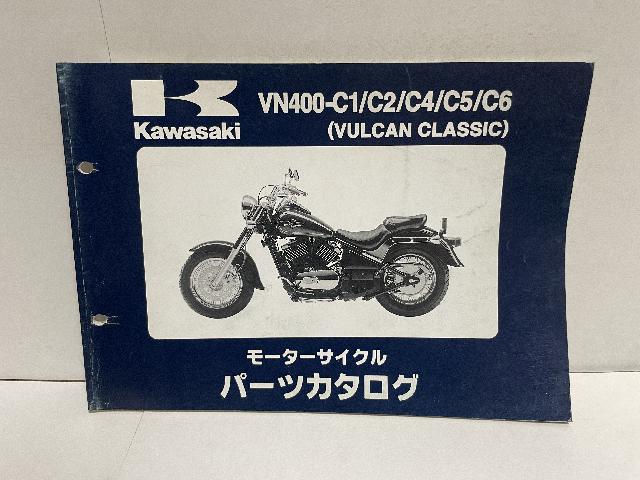 Kawasaki
VN400-C1/C2/C4/C5/C6
(VULCAN CLASSIC)
モーターサイクル
パーツカタログ